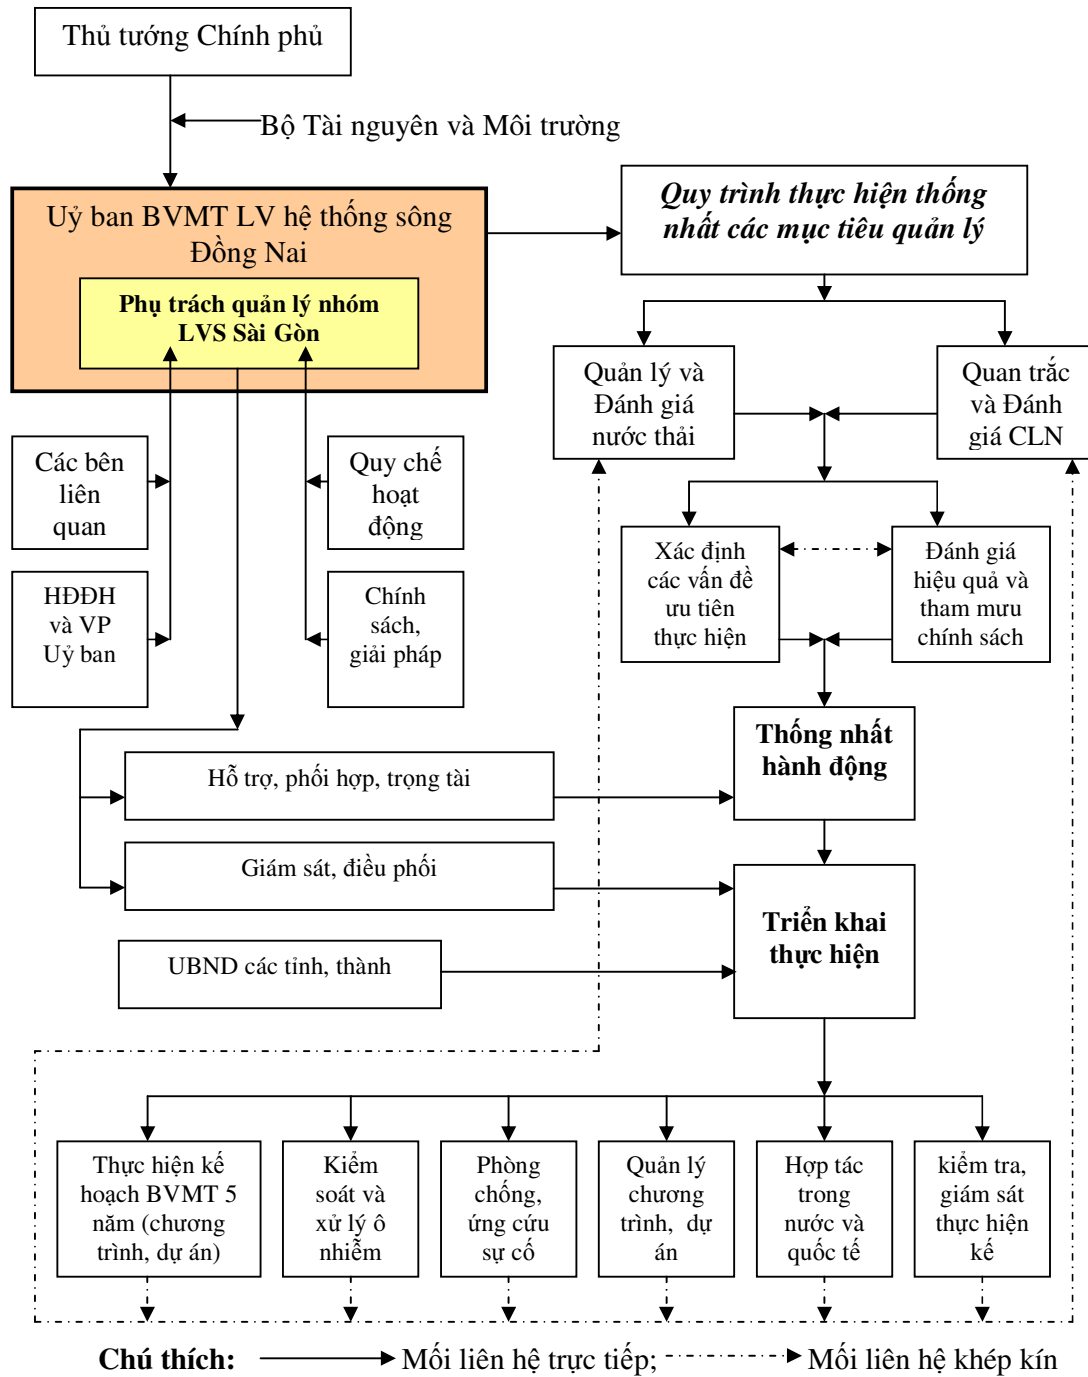 Thủ tướng Chính phủ
Bộ Tài nguyên và Môi trường
Uỷ ban BVMT LV hệ thống sông
Đồng Nai
Phụ trách quản lý nhóm
LVS Sài Gòn
Quy trình thực hiện thống
nhất các mục tiêu quản lý
Quản lý và
Đánh giá
nước thải
Quan trắc
và Đánh
giá CLN
Các bên
liên
quan
Quy chế
hoạt
động
HĐĐH
và VP
Uỷ ban
Chính
sách,
giải pháp
Xác định
các vấn đề
ưu tiên
thực hiện
Đánh giá
hiệu quả và
tham mưu
chính sách
Thống nhất
hành động
Hỗ trợ, phối hợp, trọng tài
Giám sát, điều phối
Triển khai
thực hiện
UBND các tỉnh, thành
Thực hiện kế
hoạch BVMT 5
năm (chương
trình, dự án)
Kiểm
soát và
xử lý ô
nhiễm
Phòng
chống,
ứng cứu
sự cố
Quản lý
chương
trình, dự
án
Hợp tác
trong
nước và
quốc tế
kiểm tra,
giám sát
thực hiện
kế
Chú thích: Mối liên hệ trực tiếp; Mối liên hệ khép kín